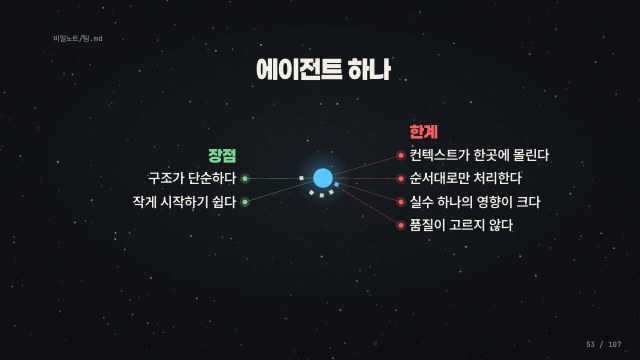 비밀노트/팀.md
에이전트 하나
장점
구조가 단순하다
작게 시작하기 쉽다
한계
컨텍스트가 한곳에 몰린다
순서대로만 처리한다
실수 하나의 영향이 크다
품질이 고르지 않다
53 / 107